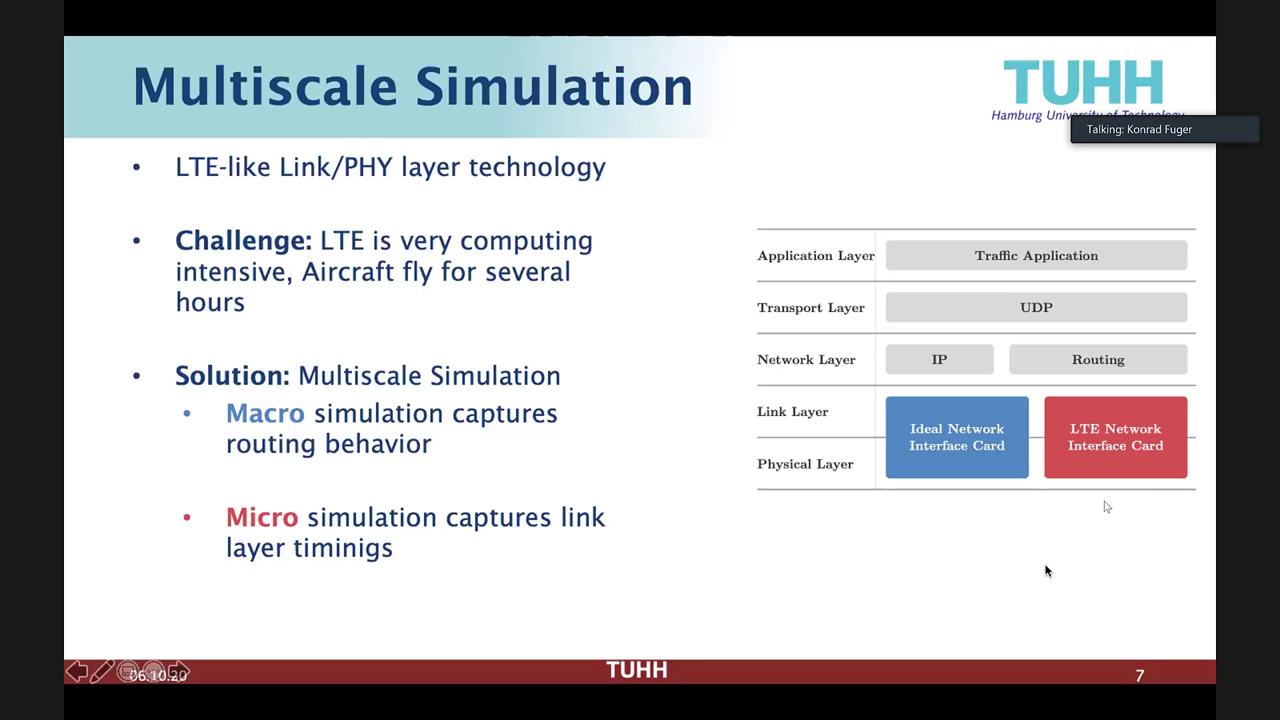 Multiscale Simulation
TUHH
Hamburg University of Technology
Talking: Konrad Fuger
• LTE-like Link/PHY layer technology
• Challenge: LTE is very computing
intensive, Aircraft fly for several
hours
• Solution: Multiscale Simulation
• Macro simulation captures
routing behavior
• Micro simulation captures link
layer timinigs
Application Layer
Traffic Application
Transport Layer
UDP
Network Layer
IP
Routing
Link Layer
Physical Layer
Ideal Network
Interface Card
LTE Network
Interface Card
06.10.20
TUHH
7